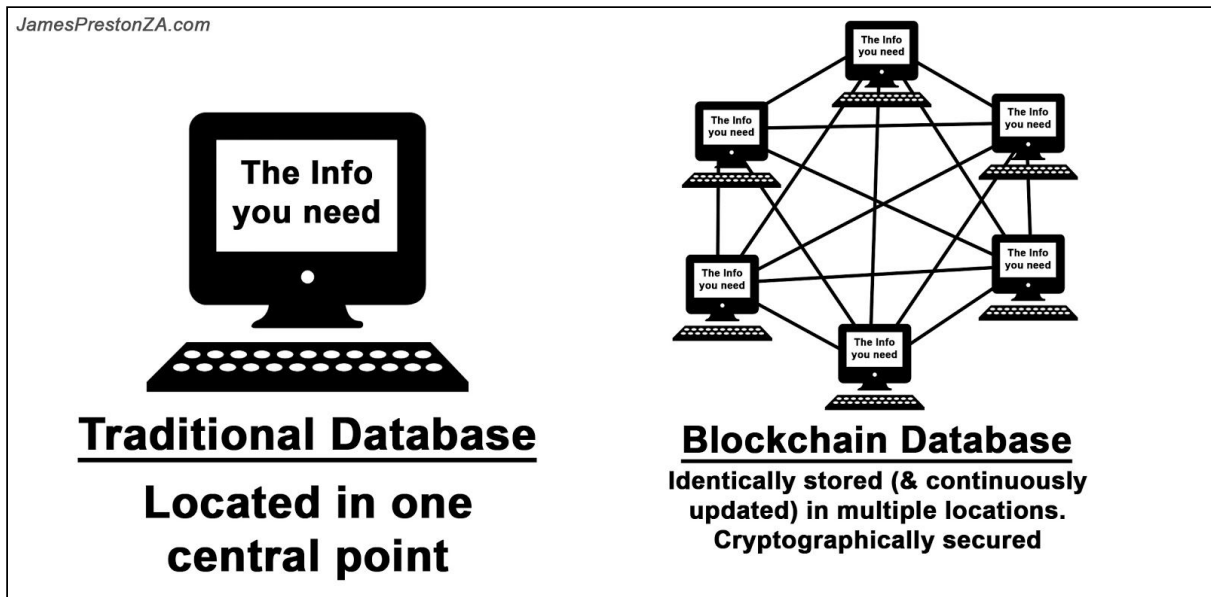 JamesPrestonZA.com
The Info
you need
Traditional Database
Located in one
central point
The Info
you need
The Info
you need
The Info
you need
The Info
you need
The Info
you need
The Info
you need
Blockchain Database
Identically stored (& continuously
updated) in multiple locations.
Cryptographically secured